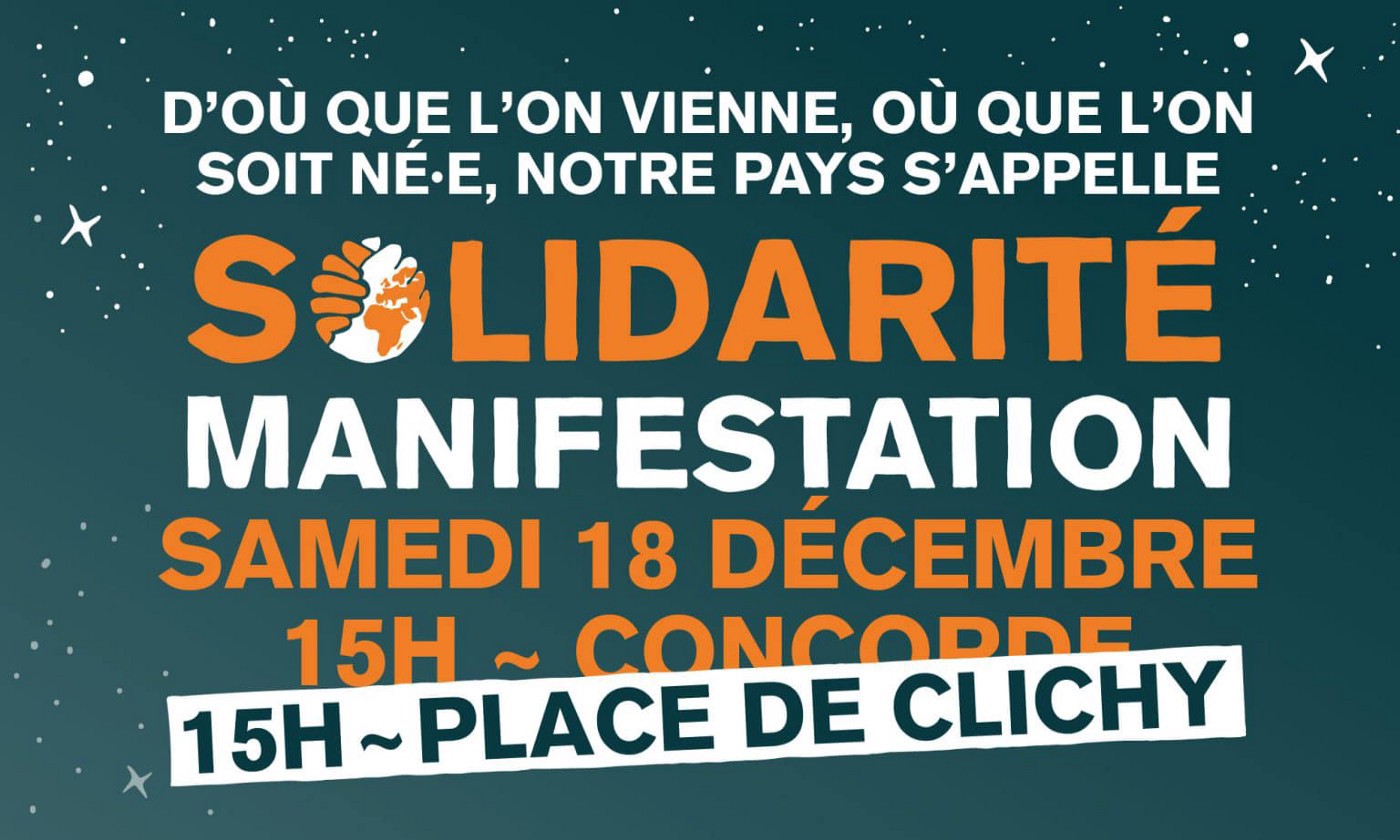 D'OÙ QUE L'ON VIENNE, OÙ QUE L'ON
SOIT NÉ·E, NOTRE PAYS S'APPELLE
SOLIDARITÉ
MANIFESTATION
SAMEDI 18 DÉCEMBRE
15H ~ CONCORDE
15H ~ PLACE DE CLICHY